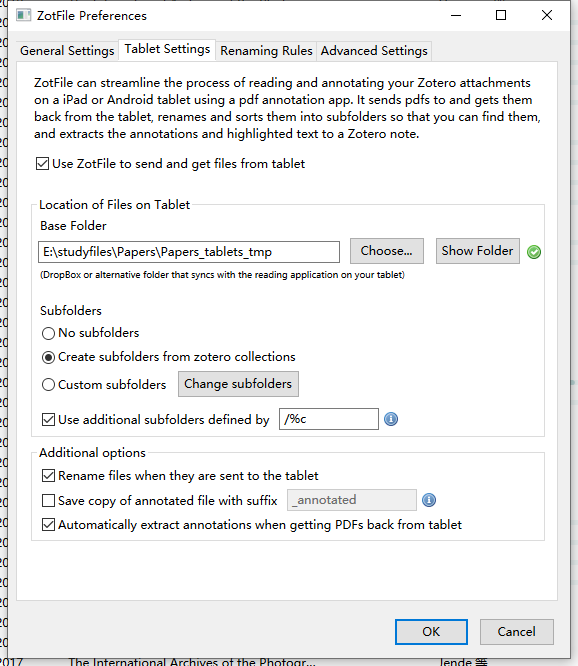 ZotFile Preferences
General Settings Tablet Settings Renaming Rules Advanced Settings
ZotFile can streamline the process of reading and annotating your Zotero attachments
on a iPad or Android tablet using a pdf annotation app. It sends pdfs to and gets them
back from the tablet, renames and sorts them into subfolders so that you can find them,
and extracts the annotations and highlighted text to a Zotero note.
Use ZotFile to send and get files from tablet
Location of Files on Tablet
Base Folder
E:\studyfiles\Papers\Papers_tablets_tmp Choose... Show Folder
(DropBox or alternative folder that syncs with the reading application on your tablet)
Subfolders
No subfolders
Create subfolders from zotero collections
Custom subfolders Change subfolders
Use additional subfolders defined by /%c
Additional options
Rename files when they are sent to the tablet
Save copy of annotated file with suffix _annotated
Automatically extract annotations when getting PDFs back from tablet
OK Cancel
2017 The International Archives of the Photogr... Jende 等